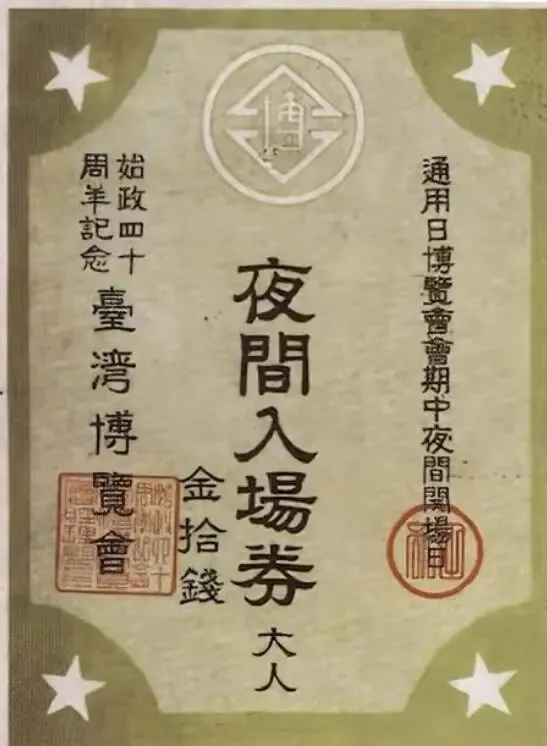 通用日博覽會會期中夜間開場日
夜間入場券 大人
金拾錢
始政四十
周年記念
臺湾博覽會